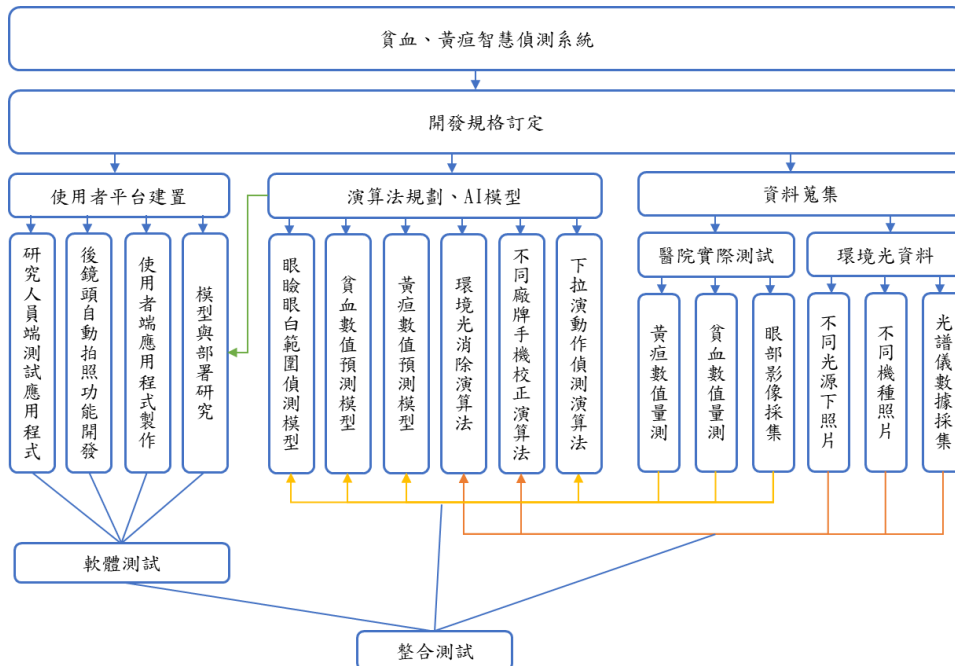 貧血、黃疸智慧偵測系統
開發規格訂定
使用者平台建置
演算法規劃、AI模型
資料蒐集
醫院實際測試
環境光資料
研究人員端測試應用程式
後鏡頭自動拍照功能開發
使用者端應用程式製作
模型與部署研究
眼瞼眼白範圍偵測模型
貧血數值預測模型
黃疸數值預測模型
環境光消除演算法
不同廠牌手機校正演算法
下拉演動作偵測演算法
黃疸數值量測
貧血數值量測
眼部影像採集
不同光源下照片
不同機種照片
光譜儀數據採集
軟體測試
整合測試